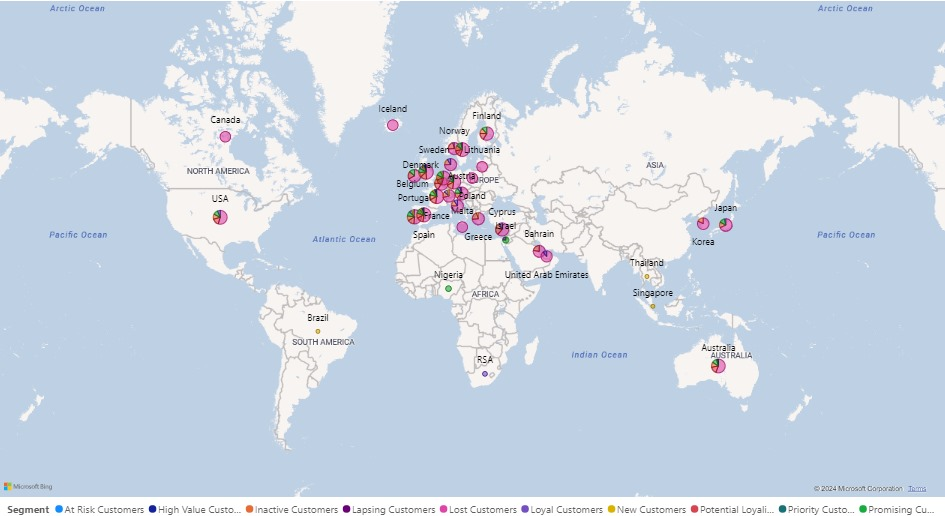 Arctic Ocean
Arctic Ocean
Iceland
Canada
Finland
Norway
Sweden
Lithuania
Denmark
ASIA
NORTH AMERICA
Austria
ROPE
Belgium
Portuga
Poland
USA
Malta
Cyprus
Japan
France
Israel
Pacific Ocean
Atlantic Ocean
Spain
Greece
Bahrain
Korea
Pacific Ocean
Thailand
Nigeria
United Arab Emirates
AFRICA
Singapore
Brazil
SOUTH AMERICA
Indian Ocean
Australia
AUSTRALIA
RSA
Microsoft Bing
© 2024 Microsoft Corporation Terms
Segment At Risk Customers High Value Custo... Inactive Customers Lapsing Customers Lost Customers Loyal Customers New Customers Potential Loyali... Priority Custo... Promising Cu...